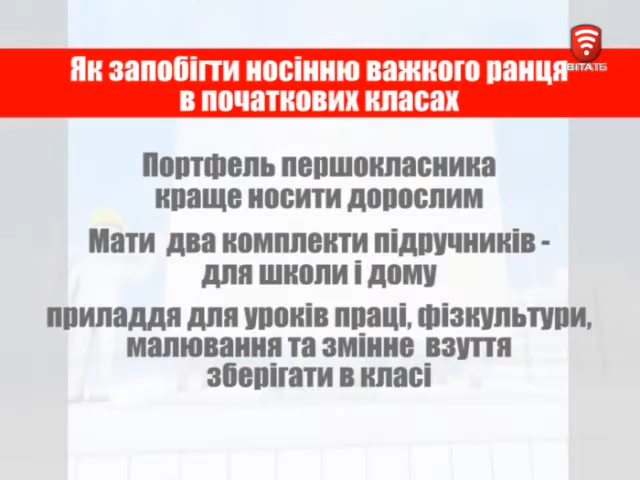 Як запобігти носінню важкого ранця
в початкових класах
ВІТАТБ
Портфель першокласника
краще носити дорослим
Мати два комплекти підручників -
для школи і дому
приладдя для уроків праці, фізкультури,
малювання та змінне взуття
зберігати в класі